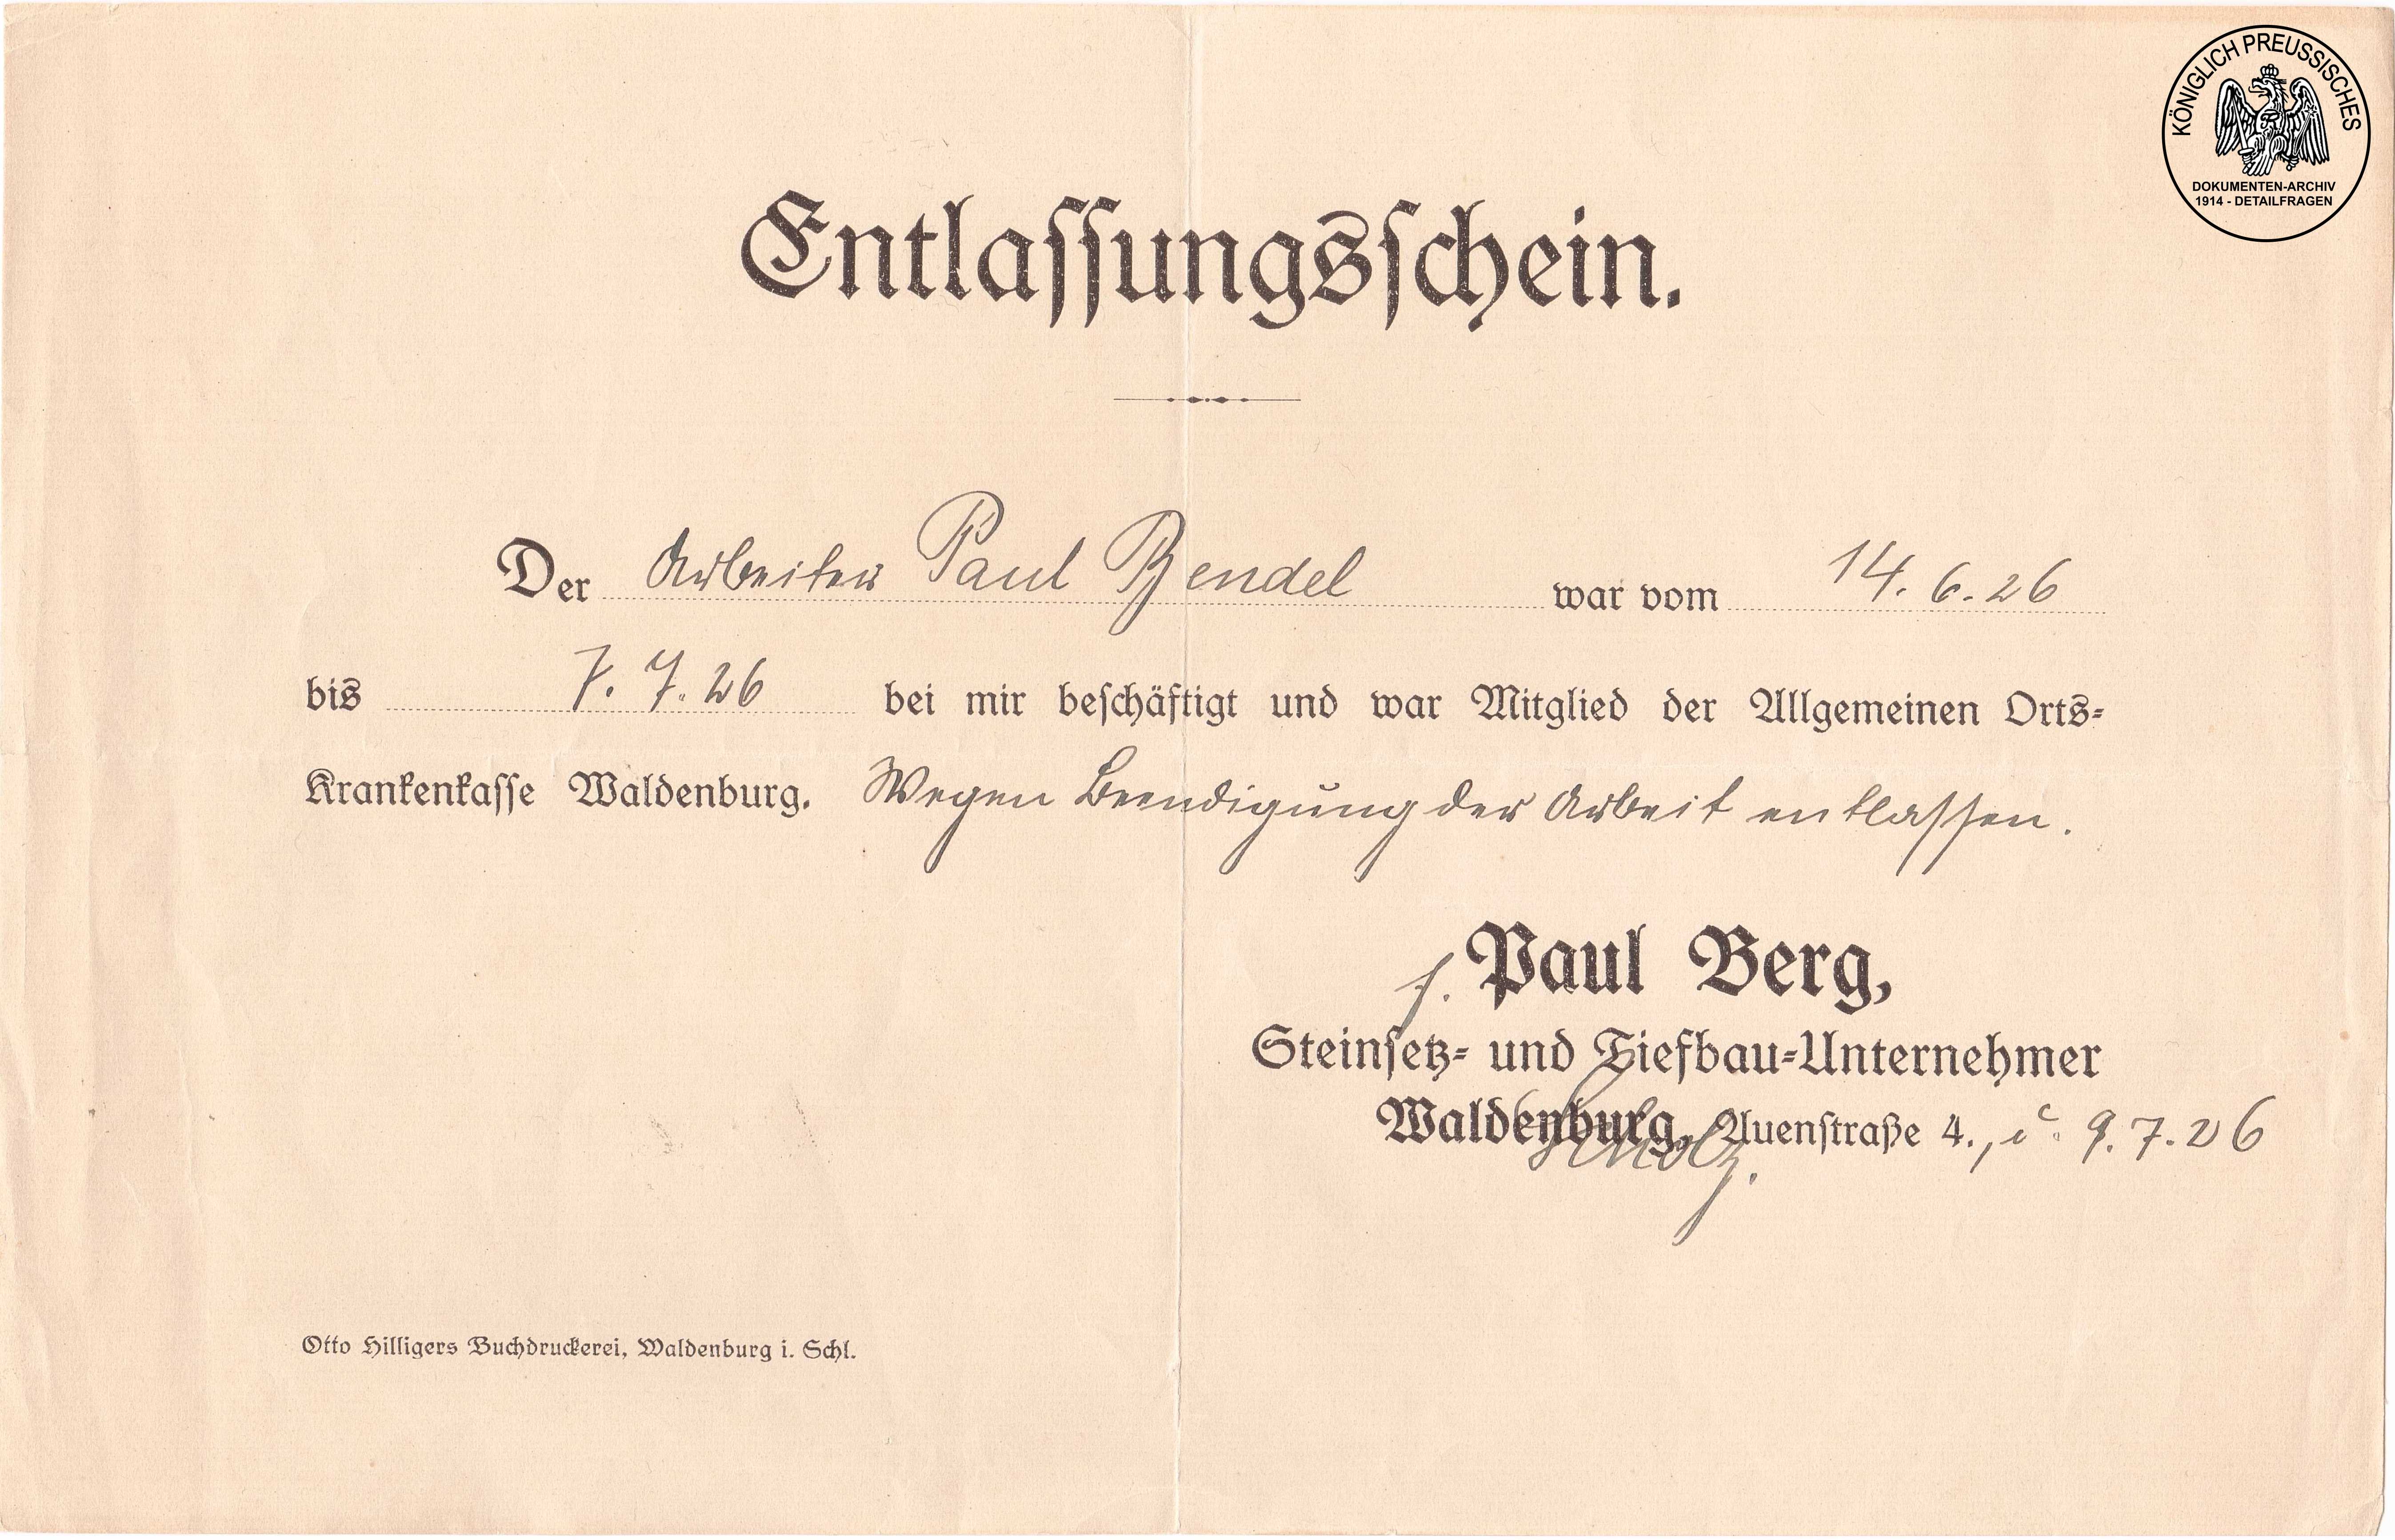 KÖNIGLICH PREUSSISCHES
DOKUMENTEN-ARCHIV
1914 - DETAILFRAGEN
Entlassungsschein.
Der Arbeiter Paul Bendel war vom 14. 6. 26
bis 7. 7. 26 bei mir beschäftigt und war Mitglied der Allgemeinen Orts-
Krankenkasse Waldenburg. Wegen Beendigung der Arbeit entlassen.
Paul Berg,
Steinsetz- und Tiefbau-Unternehmer
Waldenburg, Auenstraße 4., 9. 7. 26
Otto Hilligers Buchdruckerei, Waldenburg i. Schl.